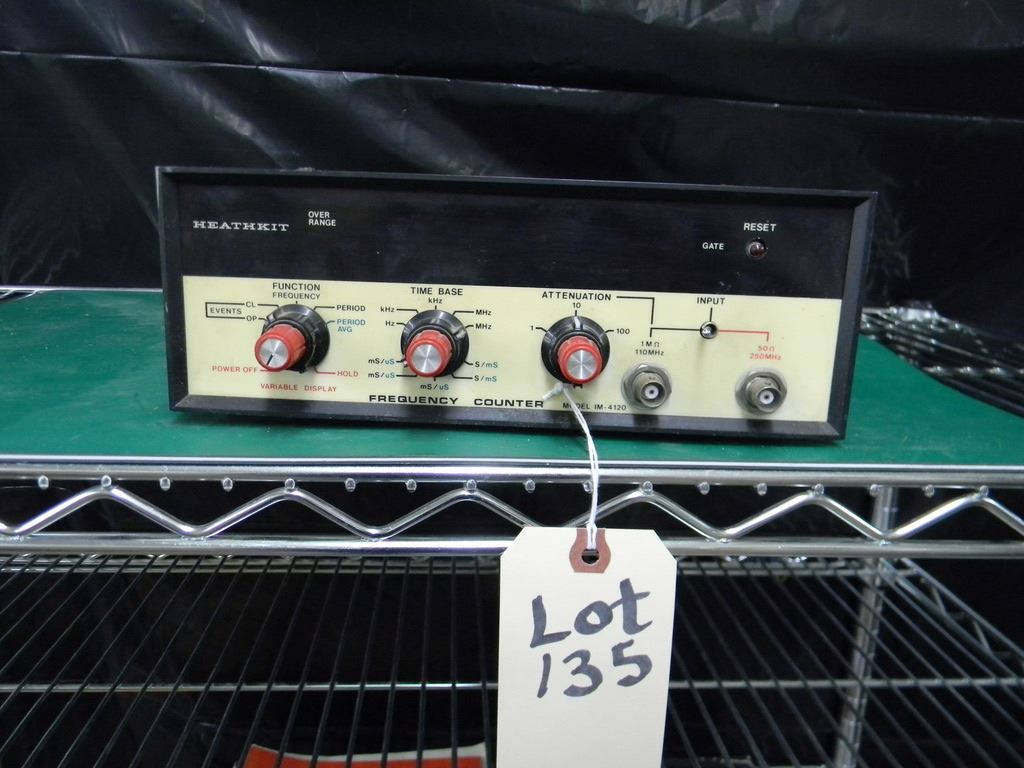 HEATHKIT
OVER
RANGE
RESET
GATE
FUNCTION
FREQUENCY
CL
EVENTS
OP
PERIOD
PERIOD
AVG
POWER OFF
HOLD
VARIABLE DISPLAY
TIME BASE
kHz
kHz
MHz
Hz
MHz
mS/uS
S/mS
mS/uS
S/mS
mS/uS
ATTENUATION
10
1
100
INPUT
1MΩ
110MHz
50Ω
250MHz
FREQUENCY COUNTER
MODEL IM-4120
Lot
135